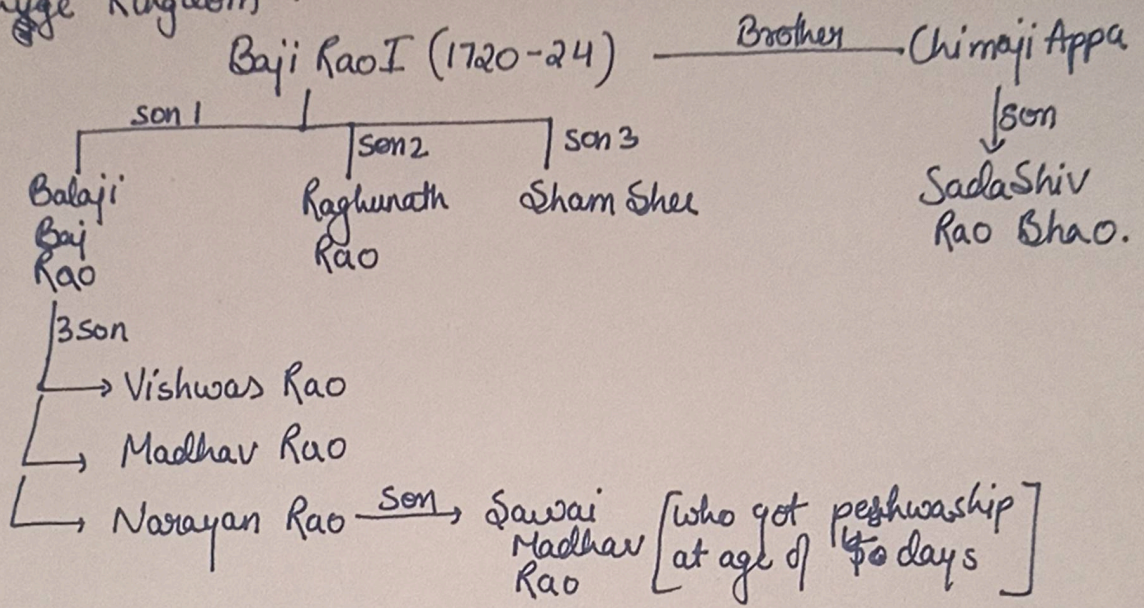 Kingdom
Baji Rao I (1720-24) Brother Chimaji Appa
son 1
son 2
son 3
son
Balaji
Baj
Rao
Raghunath
Rao
Sham Sher
SadaShiv
Rao Bhao.
3 son
Vishwas Rao
Madhav Rao
Narayan Rao son Sawai
Madhav
Rao
[who got peshwaship
at age of 40 days]